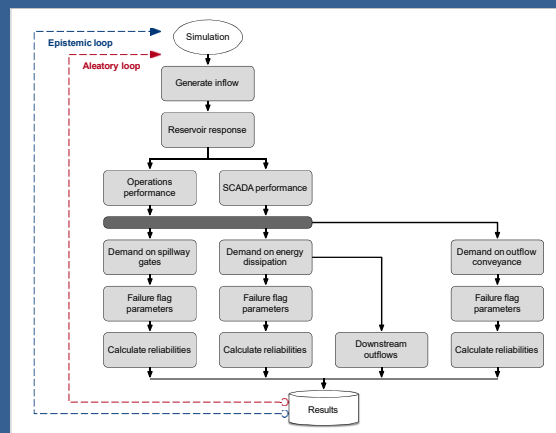 Simulation
Epistemic loop
Aleatory loop
Generate inflow
Reservoir response
Operations
performance
SCADA performance
Demand on spillway
gates
Demand on energy
dissipation
Demand on outflow
conveyance
Failure flag
parameters
Failure flag
parameters
Failure flag
parameters
Calculate reliabilities
Calculate reliabilities
Downstream
outflows
Calculate reliabilities
Results